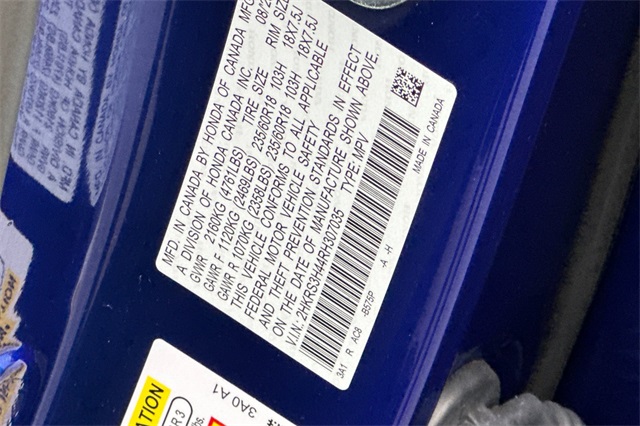 MFD. IN CANADA BY HONDA OF CANADA MFG.
A DIVISION OF HONDA CANADA INC.
TIRE SIZE RIM SIZE
GVWR 2160KG (4761LBS)
GAWR F 1120KG (2469LBS) 235/60R18 103H 18X7.5J
GAWR R 1070KG (2358LBS) 235/60R18 103H 18X7.5J
THIS VEHICLE CONFORMS TO ALL APPLICABLE
FEDERAL MOTOR VEHICLE SAFETY
AND THEFT PREVENTION STANDARDS IN EFFECT
ON THE DATE OF MANUFACTURE SHOWN ABOVE.
V.I.N: 2HKRS3H44RH307035 TYPE: MPV
3A1 R AC8 -B575P -A -H
MADE IN CANADA
3A0 A1